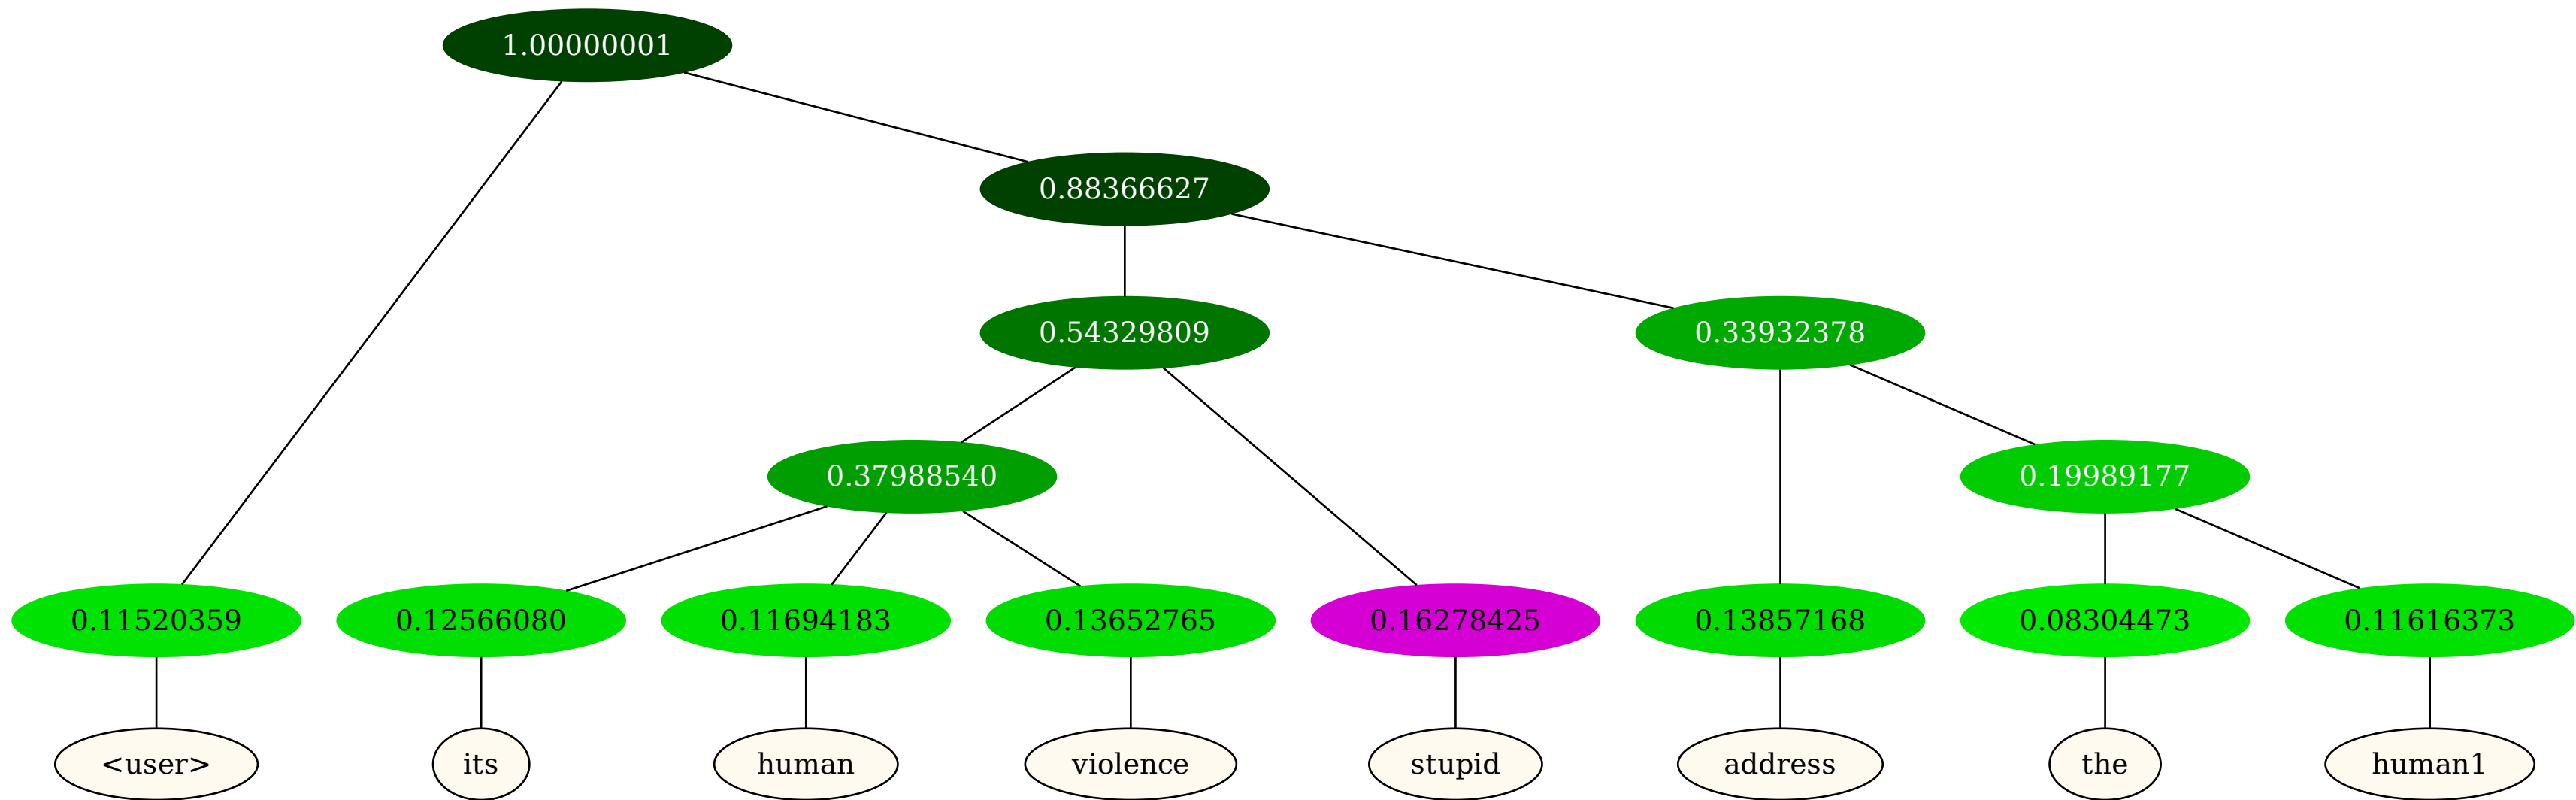 1.00000001
0.88366627
0.54329809 0.33932378
0.37988540 0.19989177
0.11520359 0.12566080 0.11694183 0.13652765 0.16278425 0.13857168 0.08304473 0.11616373
<user> its human violence stupid address the human1